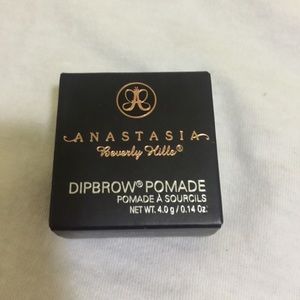 ANASTASIA
Beverly Hills®
DIPBROW® POMADE
POMADE À SOURCILS
NET WT. 4.0 g / 0.14 Oz.